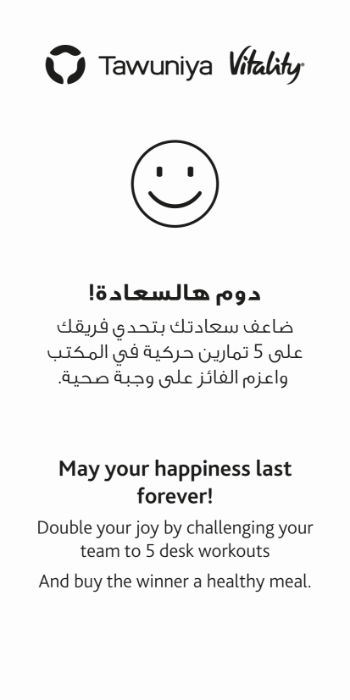 Tawuniya Vitality
دوم هالسعادة!
ضاعف سعادتك بتحدي فريقك
على 5 تمارين حركية في المكتب
واعزم الفائز على وجبة صحية.
May your happiness last
forever!
Double your joy by challenging your
team to 5 desk workouts
And buy the winner a healthy meal.